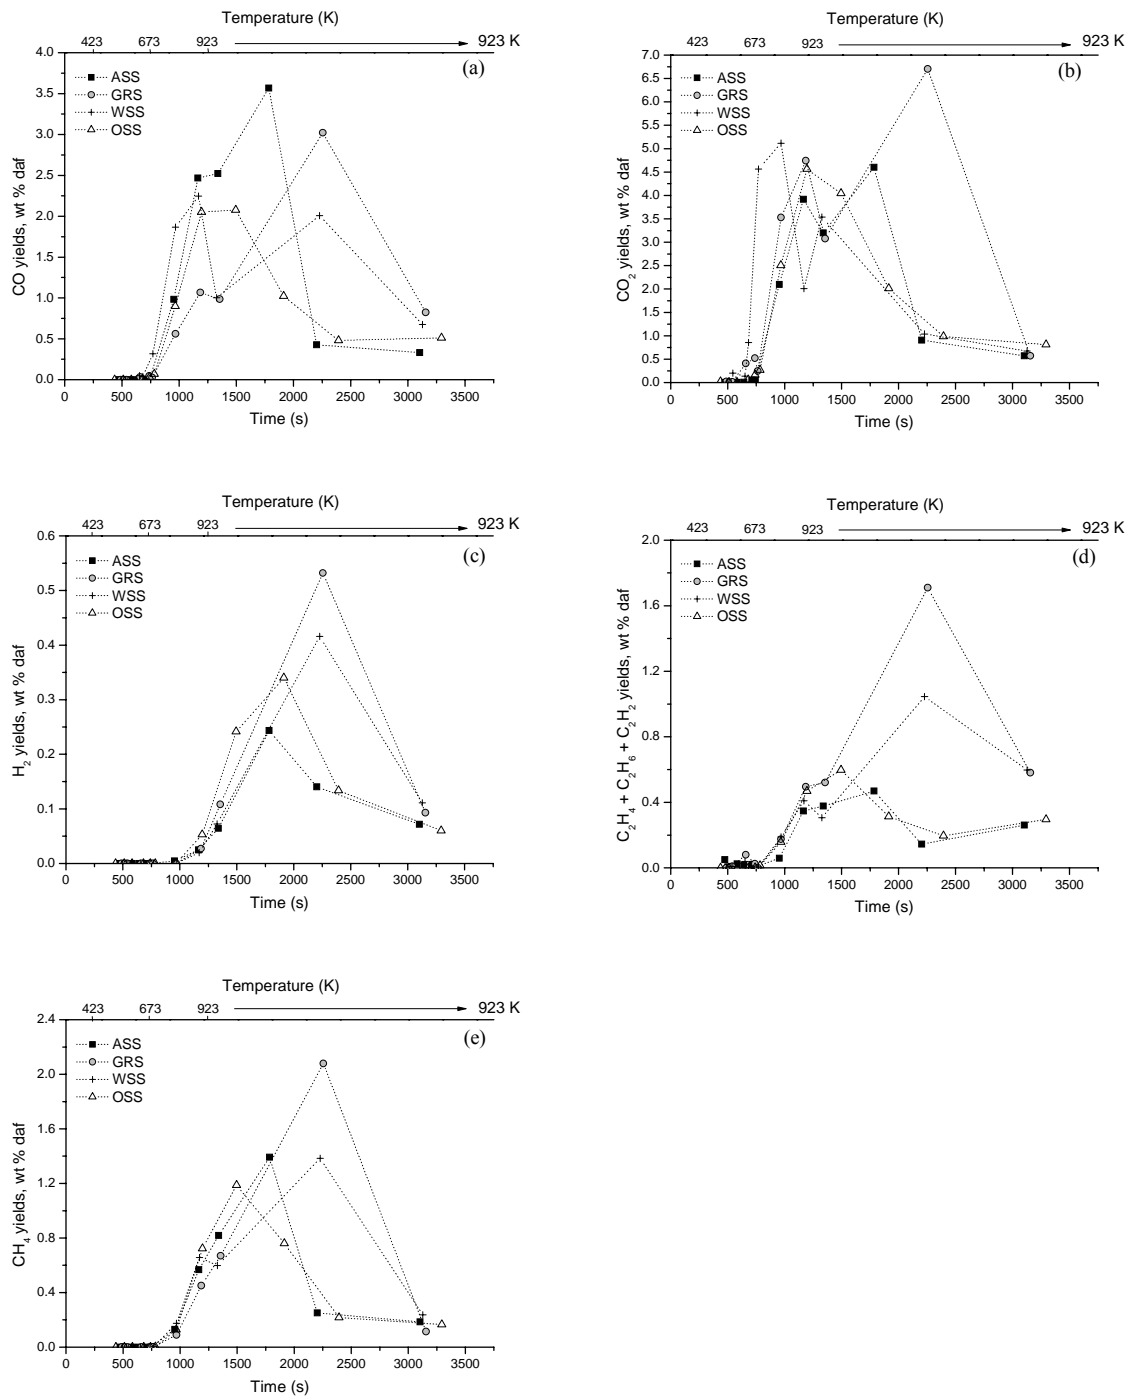 Temperature (K)
423 673 923 923 K
(a)
4.0
3.5
3.0
2.5
2.0
1.5
1.0
0.5
0.0
CO yields, wt % daf
ASS
GRS
WSS
OSS
0 500 1000 1500 2000 2500 3000 3500
Time (s)
Temperature (K)
423 673 923 923 K
(b)
7.0
6.5
6.0
5.5
5.0
4.5
4.0
3.5
3.0
2.5
2.0
1.5
1.0
0.5
0.0
CO₂ yields, wt % daf
ASS
GRS
WSS
OSS
0 500 1000 1500 2000 2500 3000 3500
Time (s)
Temperature (K)
423 673 923 923 K
(c)
0.6
0.5
0.4
0.3
0.2
0.1
0.0
H₂ yields, wt % daf
ASS
GRS
WSS
OSS
0 500 1000 1500 2000 2500 3000 3500
Time (s)
Temperature (K)
423 673 923 923 K
(d)
2.0
1.6
1.2
0.8
0.4
0.0
C₂H₄ + C₂H₆ + C₂H₂ yields, wt % daf
ASS
GRS
WSS
OSS
0 500 1000 1500 2000 2500 3000 3500
Time (s)
Temperature (K)
423 673 923 923 K
(e)
2.4
2.0
1.6
1.2
0.8
0.4
0.0
CH₄ yields, wt % daf
ASS
GRS
WSS
OSS
0 500 1000 1500 2000 2500 3000 3500
Time (s)